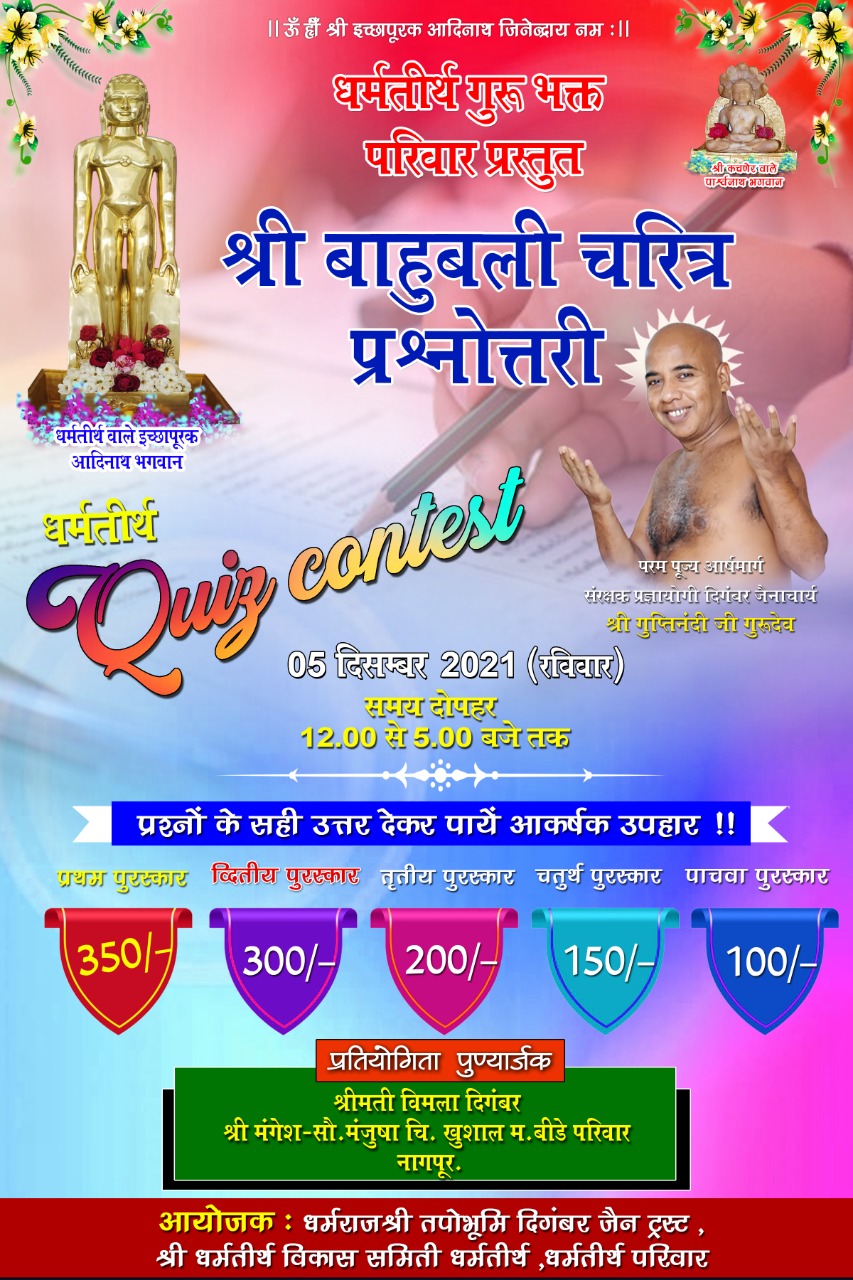 ||ॐ ह्रीं श्री इच्छापूरक आदिनाथ जिनेन्द्राय नम :||
धर्मतीर्थ गुरू भक्त
परिवार प्रस्तुत
श्री कचणेर वाले
पार्श्वनाथ भगवान
श्री बाहुबली चरित्र
प्रश्नोत्तरी
धर्मतीर्थ वाले इच्छापूरक
आदिनाथ भगवान
धर्मतीर्थ
Quiz contest
परम पूज्य आर्षमार्ग
संरक्षक प्रज्ञायोगी दिगंबर जैनाचार्य
श्री गुप्तिनंदी जी गुरूदेव
05 दिसम्बर 2021 (रविवार)
समय दोपहर
12.00 से 5.00 बजे तक
प्रश्नों के सही उत्तर देकर पायें आकर्षक उपहार !!
प्रथम पुरस्कार व्दितीय पुरस्कार तृतीय पुरस्कार चतुर्थ पुरस्कार पाचवा पुरस्कार
350/- 300/- 200/- 150/- 100/-
प्रतियोगिता पुण्यार्जक
श्रीमती विमला दिगंबर
श्री मंगेश-सौ.मंजुषा चि. खुशाल म.बीडे परिवार
नागपूर.
आयोजक : धर्मराजश्री तपोभूमि दिगंबर जैन ट्रस्ट ,
श्री धर्मतीर्थ विकास समिती धर्मतीर्थ ,धर्मतीर्थ परिवार